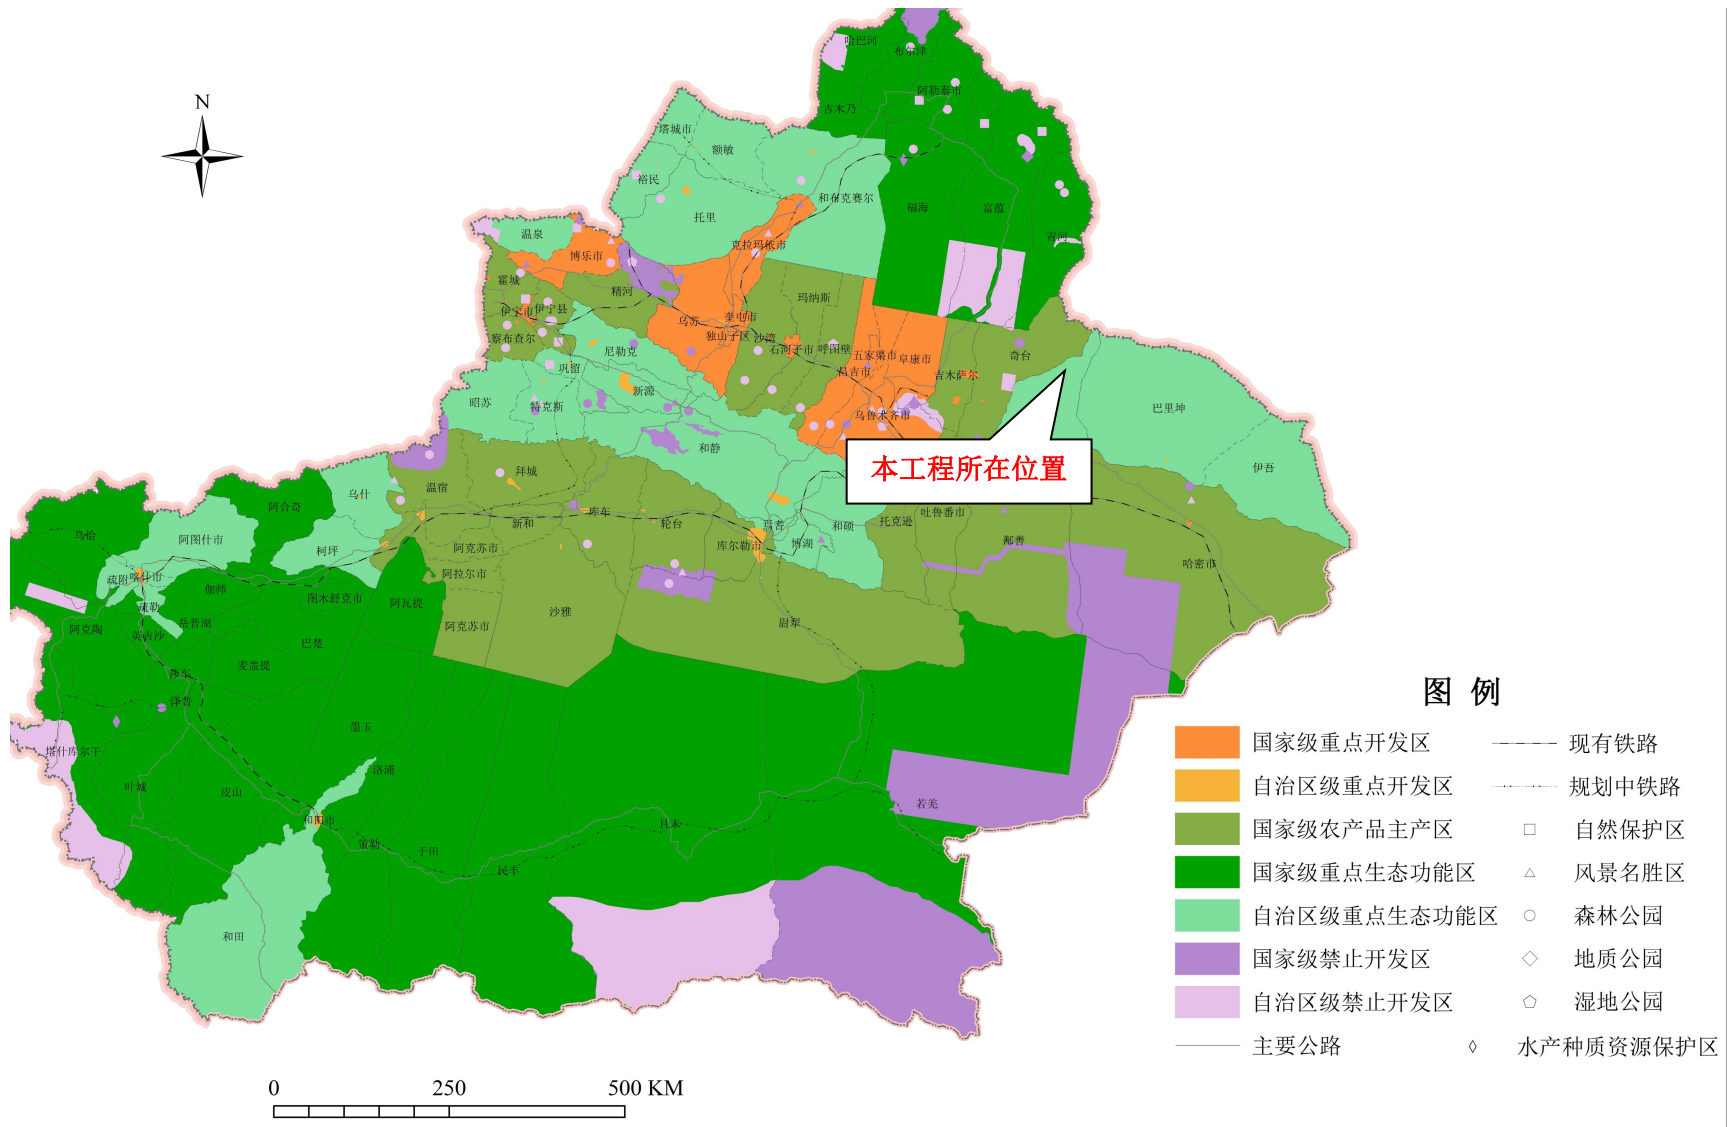 N
哈巴河
布尔津
阿勒泰市
吉木乃
塔城市
额敏
裕民
和布克赛尔
福海
富蕴
托里
青河
温泉
克拉玛依市
博乐市
霍城
精河
玛纳斯
伊宁市
伊宁县
乌苏
奎屯市
独山子区
沙湾
察布查尔
尼勒克
石河子市
呼图壁
五家渠市
阜康市
奇台
巩留
昌吉市
吉木萨尔
新源
昭苏
特克斯
乌鲁木齐市
巴里坤
和静
本工程所在位置
伊吾
拜城
温宿
乌什
阿合奇
新和
库车
轮台
焉耆
和硕
托克逊
吐鲁番市
乌恰
阿图什市
柯坪
阿克苏市
库尔勒市
博湖
鄯善
哈密市
疏附
喀什市
阿拉尔市
伽师
图木舒克市
阿瓦提
疏勒
沙雅
岳普湖
阿克陶
英吉沙
阿克苏市
尉犁
巴楚
麦盖提
莎车
泽普
墨玉
塔什库尔干
洛浦
叶城
皮山
和田市
若羌
且末
策勒
于田
民丰
和田
图 例
国家级重点开发区
现有铁路
自治区级重点开发区
规划中铁路
国家级农产品主产区
自然保护区
国家级重点生态功能区
风景名胜区
自治区级重点生态功能区
森林公园
国家级禁止开发区
地质公园
自治区级禁止开发区
湿地公园
主要公路
水产种质资源保护区
0 250 500 KM